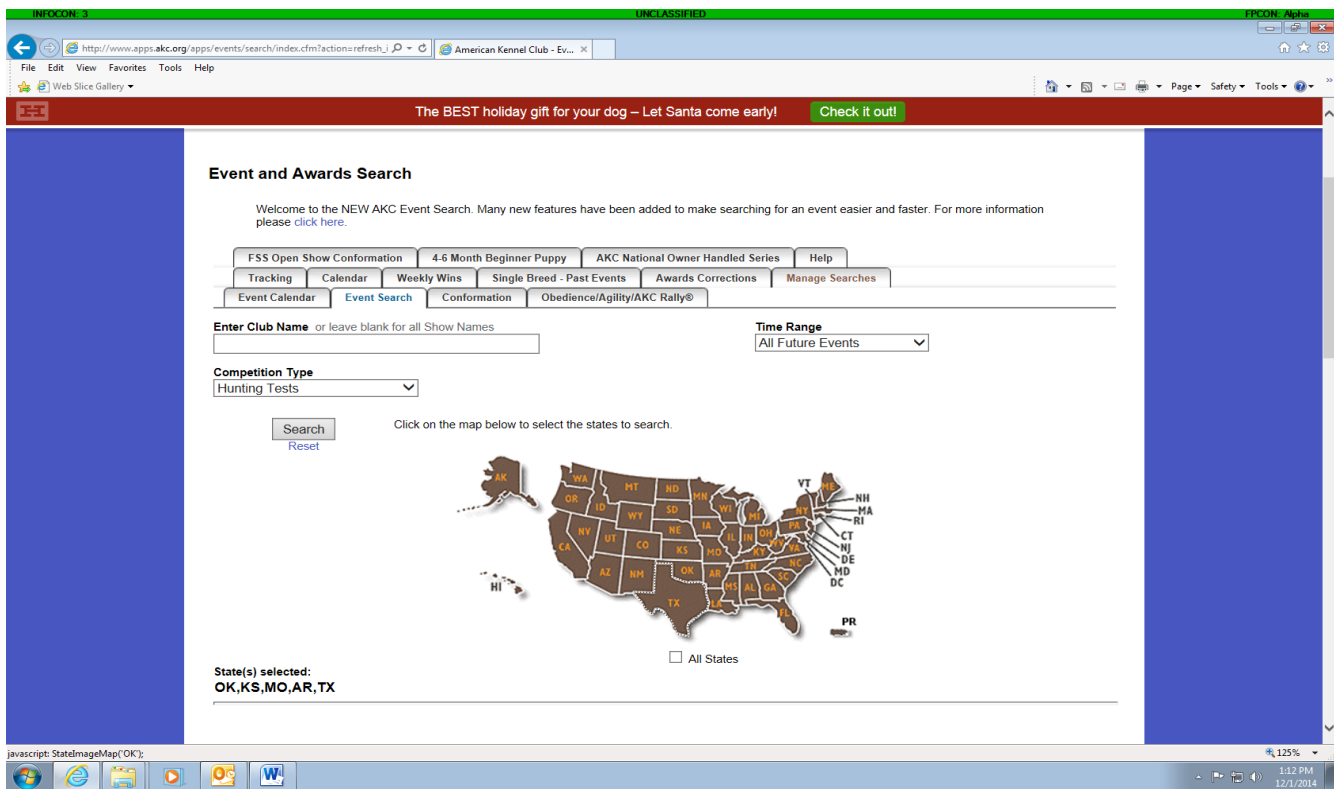 INFOCON: 3 UNCLASSIFIED FPCON: Alpha
http://www.apps.akc.org/apps/events/search/index.cfm?action=refresh_i American Kennel Club - Ev...
File Edit View Favorites Tools Help
Web Slice Gallery Page Safety Tools
The BEST holiday gift for your dog – Let Santa come early! Check it out!
Event and Awards Search
Welcome to the NEW AKC Event Search. Many new features have been added to make searching for an event easier and faster. For more information
please click here.
FSS Open Show Conformation 4-6 Month Beginner Puppy AKC National Owner Handled Series Help
Tracking Calendar Weekly Wins Single Breed - Past Events Awards Corrections Manage Searches
Event Calendar Event Search Conformation Obedience/Agility/AKC Rally®
Enter Club Name or leave blank for all Show Names Time Range
All Future Events
Competition Type
Hunting Tests
Search Click on the map below to select the states to search.
Reset
AK WA MT ND MN VT ME
OR ID SD WI MI NY NH
MA
WY RI
NV NE IA IL IN OH PA CT
CA UT CO KS MO KY WV VA NJ
DE
AZ NM OK AR TN NC MD
HI MS AL GA SC DC
TX LA FL
PR
All States
State(s) selected:
OK,KS,MO,AR,TX
javascript: StateImageMap('OK'); 125%
1:12 PM
12/1/2014